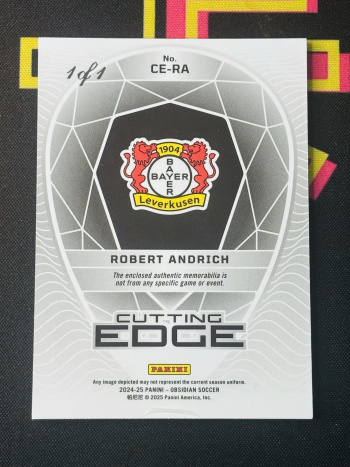 1 of 1
No.
CE-RA
1904
BAYER
BAYER
Leverkusen
ROBERT ANDRICH
The enclosed authentic memorabilia is
not from any specific game or event.
CUTTING
EDGE
PANINI
Any image depicted may not represent the current season uniform.
2024-25 PANINI – OBSIDIAN SOCCER
帕尼尼 © 2025 Panini America, Inc.